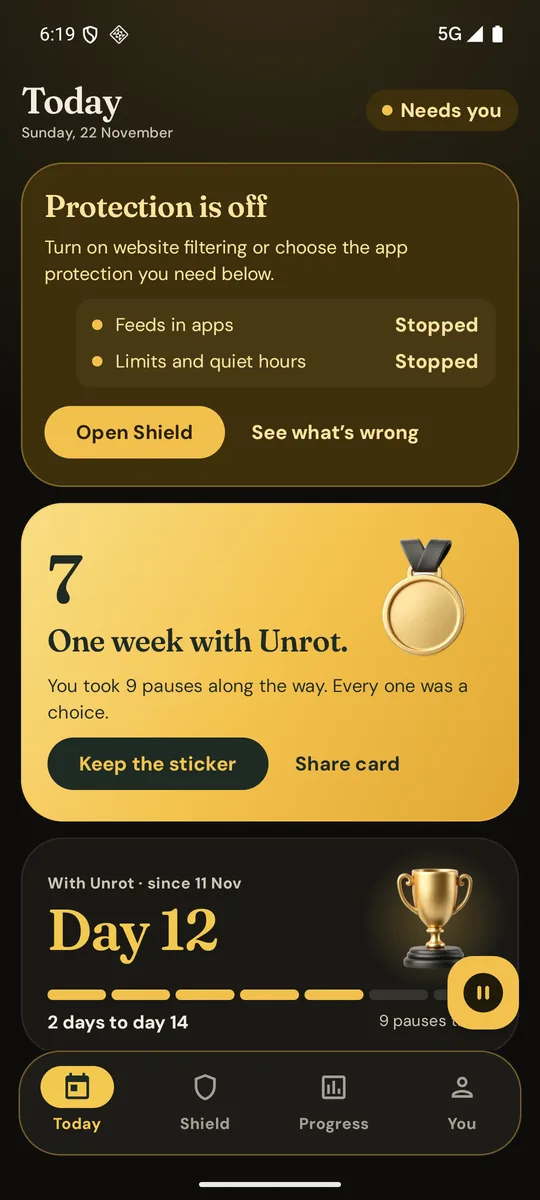 6:19
5G
Today
Sunday, 22 November
Needs you
Protection is off
Turn on website filtering or choose the app
protection you need below.
Feeds in apps Stopped
Limits and quiet hours Stopped
Open Shield See what’s wrong
7
One week with Unrot.
You took 9 pauses along the way. Every one was a
choice.
Keep the sticker Share card
With Unrot · since 11 Nov
Day 12
2 days to day 14 9 pauses
Today Shield Progress You